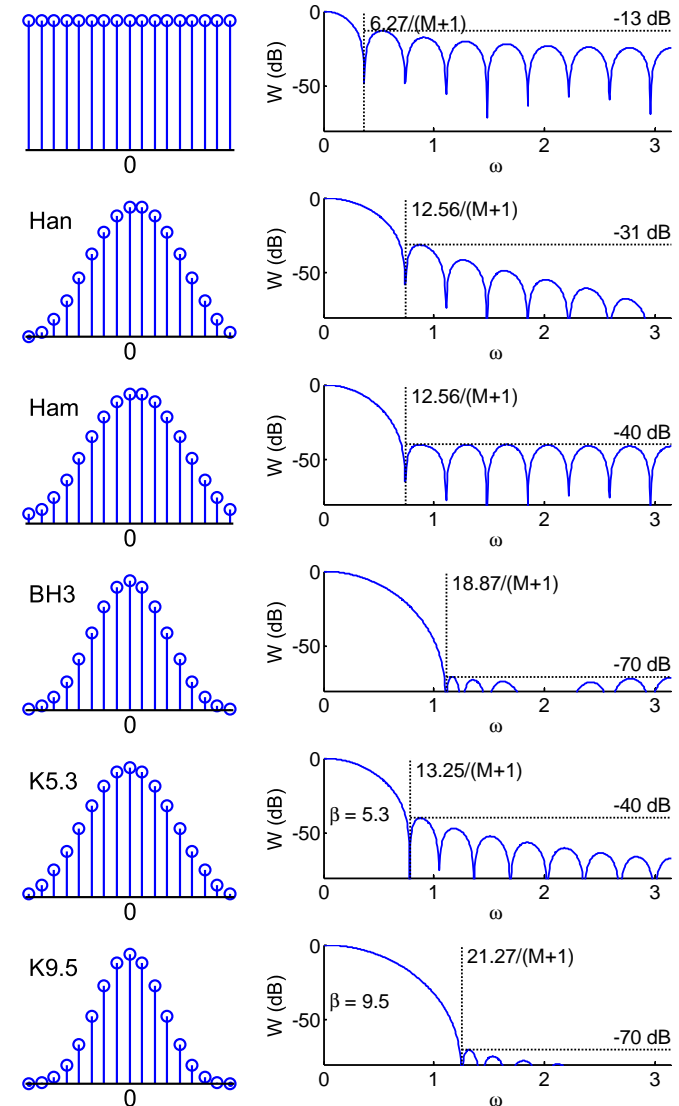 0
0
-50
W (dB)
6.27/(M+1)
-13 dB
0 1 2 3
ω
Han
0
0
-50
W (dB)
12.56/(M+1)
-31 dB
0 1 2 3
ω
Ham
0
0
-50
W (dB)
12.56/(M+1)
-40 dB
0 1 2 3
ω
BH3
0
0
-50
W (dB)
18.87/(M+1)
-70 dB
0 1 2 3
ω
K5.3
0
0
-50
W (dB)
13.25/(M+1)
β = 5.3
-40 dB
0 1 2 3
ω
K9.5
0
0
-50
W (dB)
21.27/(M+1)
β = 9.5
-70 dB
0 1 2 3
ω